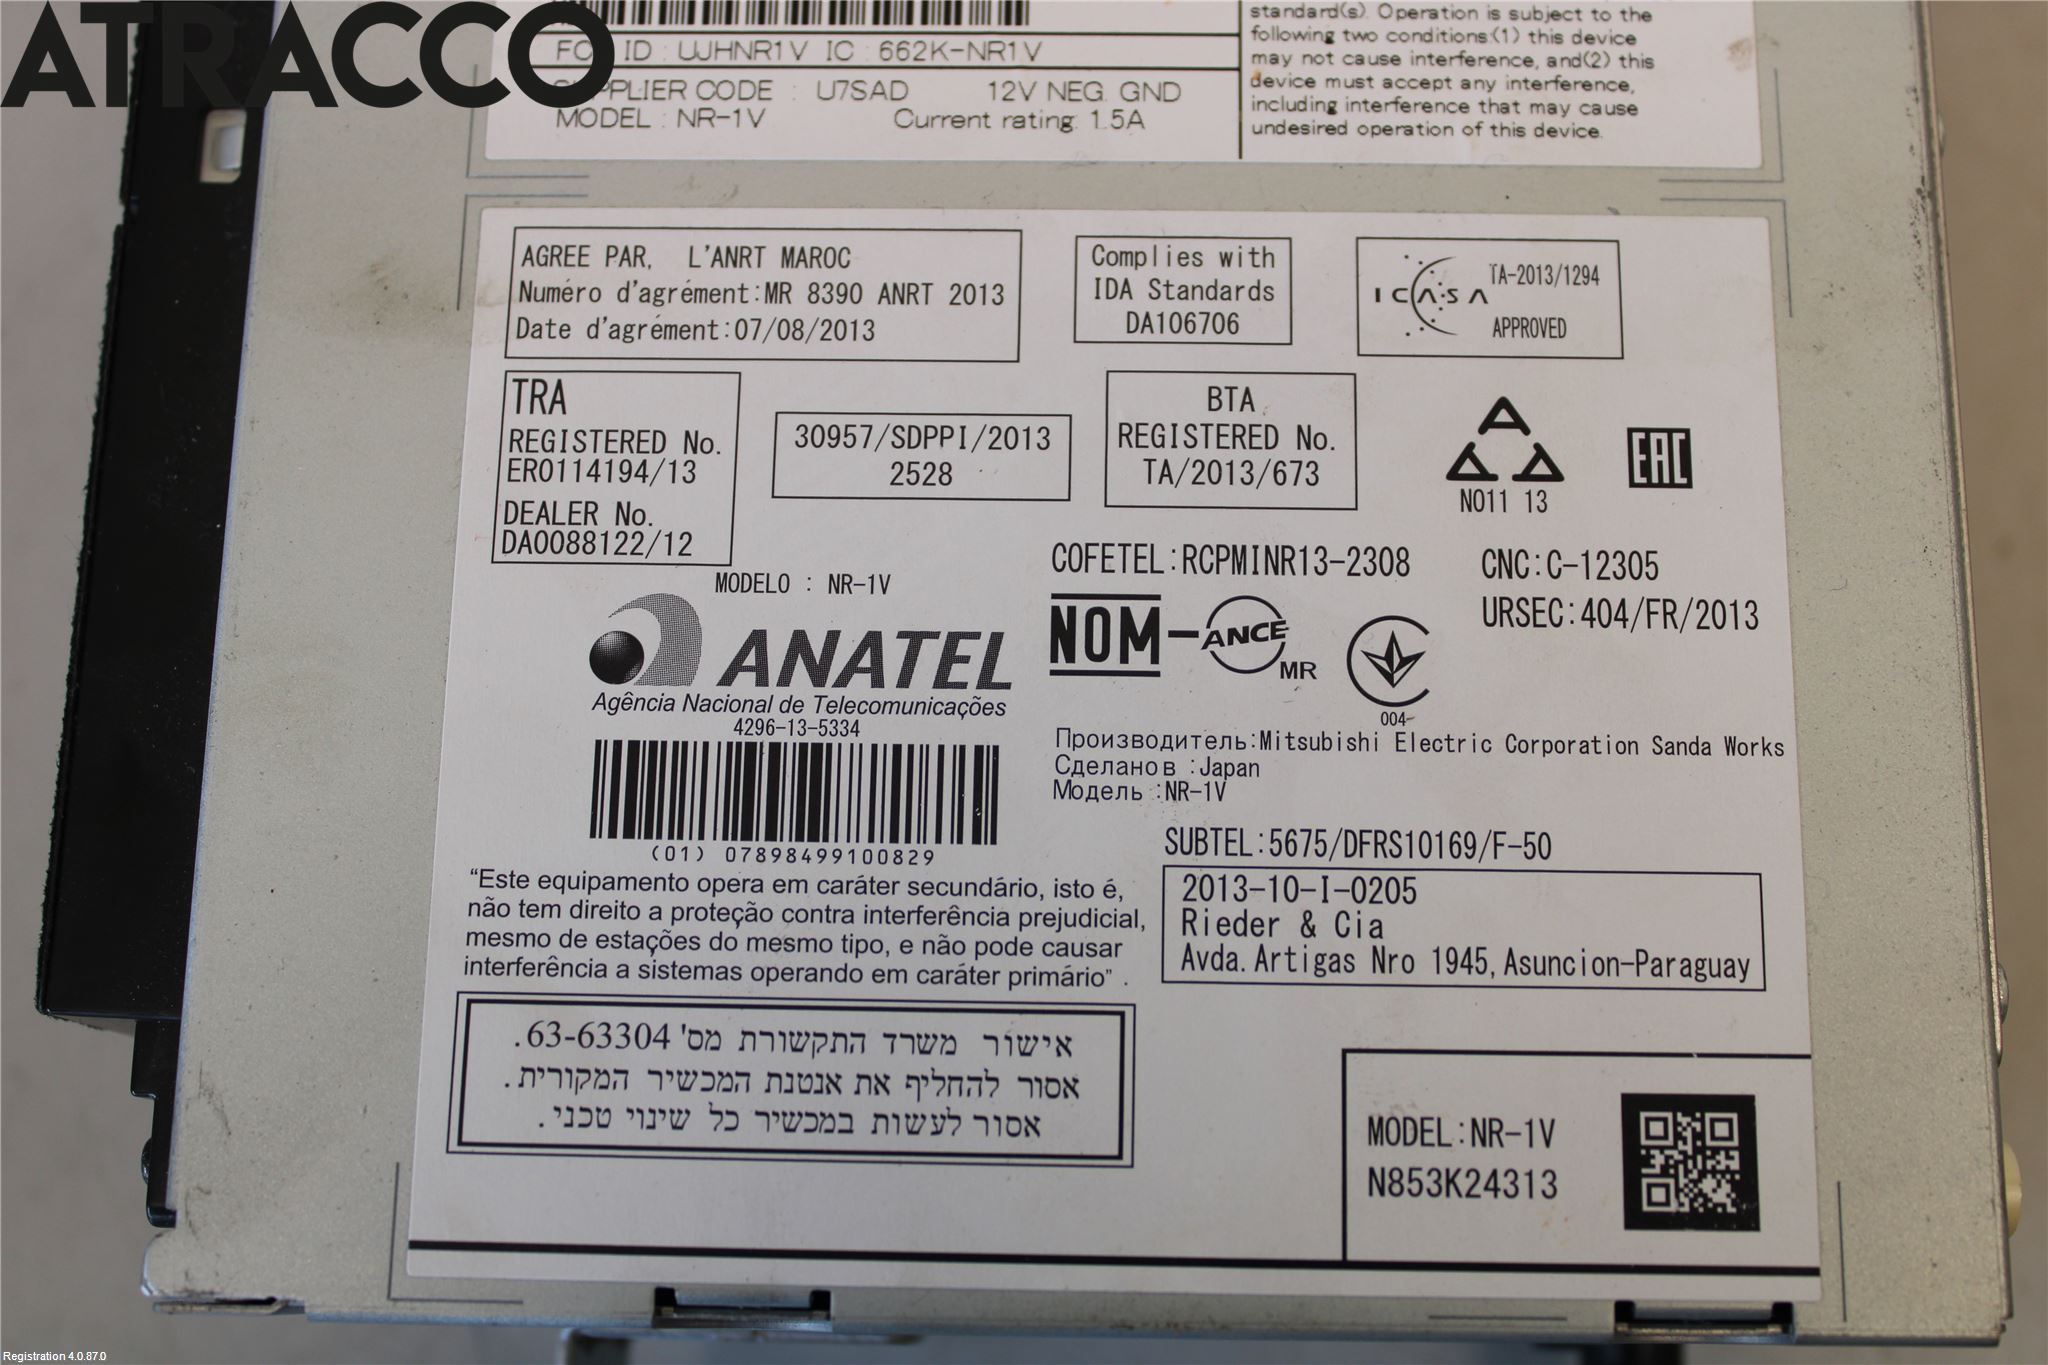 ATRACCO
ID : UJHNR1V IC : 662K-NR1V
SUPPLIER CODE : U7SAD 12V NEG. GND
MODEL : NR-1V Current rating: 1.5A
standard(s). Operation is subject to the
following two conditions:(1) this device
may not cause interference, and(2) this
device must accept any interference,
including interference that may cause
undesired operation of this device.
AGREE PAR, L'ANRT MAROC
Numéro d'agrément:MR 8390 ANRT 2013
Date d'agrément:07/08/2013
Complies with
IDA Standards
DA106706
ICASA
TA-2013/1294
APPROVED
TRA
REGISTERED No.
ER0114194/13
DEALER No.
DA0088122/12
30957/SDPPI/2013
2528
BTA
REGISTERED No.
TA/2013/673
N011 13
EAC
COFETEL:RCPMINR13-2308
CNC:C-12305
URSEC:404/FR/2013
MODELO : NR-1V
ANATEL
Agência Nacional de Telecomunicações
4296-13-5334
(01) 07898499100829
NOM-ANCE MR
004-
Производитель:Mitsubishi Electric Corporation Sanda Works
Сделанов :Japan
Модель :NR-1V
SUBTEL:5675/DFRS10169/F-50
2013-10-I-0205
Rieder & Cia
Avda. Artigas Nro 1945, Asuncion-Paraguay
"Este equipamento opera em caráter secundário, isto é,
não tem direito a proteção contra interferência prejudicial,
mesmo de estações do mesmo tipo, e não pode causar
interferência a sistemas operando em caráter primário" .
אישור משרד התקשורת מס' 63-63304.
אסור להחליף את אנטנת המכשיר המקורית.
אסור לעשות במכשיר כל שינוי טכני.
MODEL:NR-1V
N853K24313
Registration 4.0.87.0